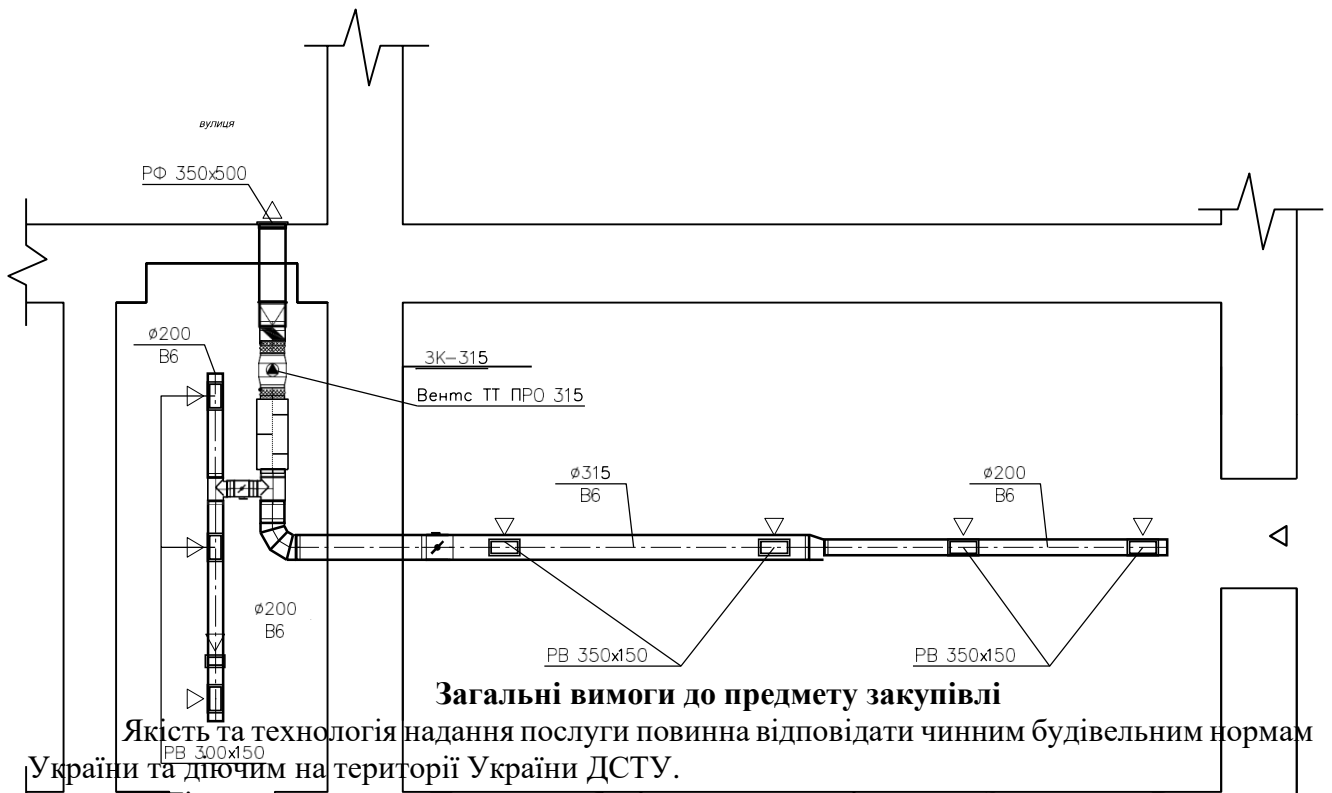 вулиця
РФ 350х500
ø200
В6
ЗК-315
Вентс ТТ ПРО 315
ø315
В6
ø200
В6
ø200
В6
РВ 350х150
РВ 350х150
Загальні вимоги до предмету закупівлі
Якість та технологія надання послуги повинна відповідати чинним будівельним нормам
РВ 300х150
України та діючим на території України ДСТУ.